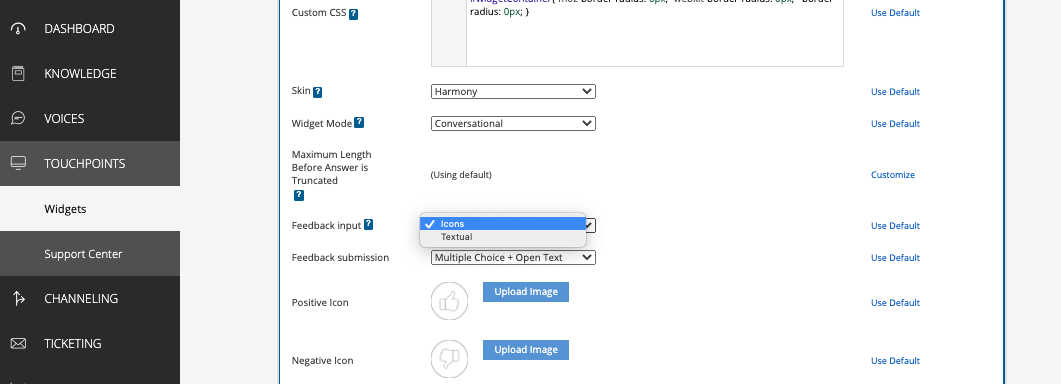 DASHBOARD
KNOWLEDGE
VOICES
TOUCHPOINTS
Widgets
Support Center
CHANNELING
TICKETING
Custom CSS ?
radius: 0px; }
Use Default
Skin ?
Harmony
Use Default
Widget Mode ?
Conversational
Use Default
Maximum Length
Before Answer is
Truncated
?
(Using default)
Customize
Feedback input ?
Icons
Textual
Use Default
Feedback submission
Multiple Choice + Open Text
Use Default
Positive Icon
Upload Image
Use Default
Negative Icon
Upload Image
Use Default